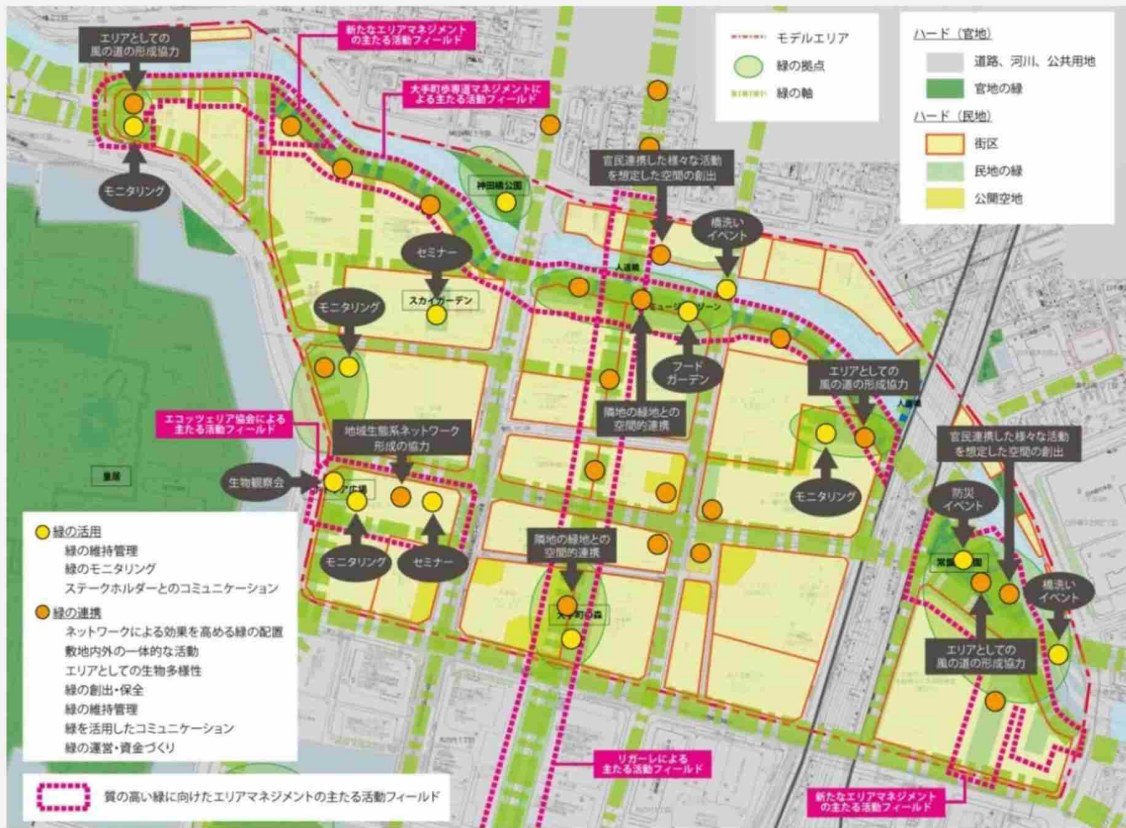 エリアとしての
風の道の形成協力
モニタリング
新たなエリアマネジメント
の主たる活動フィールド
大手町歩専道マネジメントに
よる主たる活動フィールド
神田橋公園
官民連携した様々な活動
を想定した空間の創出
橋洗い
イベント
人道橋
セミナー
スカイガーデン
モニタリング
フード
ガーデン
隣地の緑地との
空間的連携
エリアとしての
風の道の形成協力
人道橋
モニタリング
エコッツェリア協会による
主たる活動フィールド
地域生態系ネットワーク
形成の協力
生物観察会
モニタリング
セミナー
隣地の緑地との
空間的連携
大手町の森
官民連携した様々な活動
を想定した空間の創出
防災
イベント
橋洗い
イベント
エリアとしての
風の道の形成協力
リガーレによる
主たる活動フィールド
新たなエリアマネジメント
の主たる活動フィールド
皇居
モデルエリア
緑の拠点
緑の軸
ハード（官地）
道路、河川、公共用地
官地の緑
ハード（民地）
街区
民地の緑
公開空地
緑の活用
緑の維持管理
緑のモニタリング
ステークホルダーとのコミュニケーション
緑の連携
ネットワークによる効果を高める緑の配置
敷地内外の一体的な活動
エリアとしての生物多様性
緑の創出・保全
緑の維持管理
緑を活用したコミュニケーション
緑の運営・資金づくり
質の高い緑に向けたエリアマネジメントの主たる活動フィールド